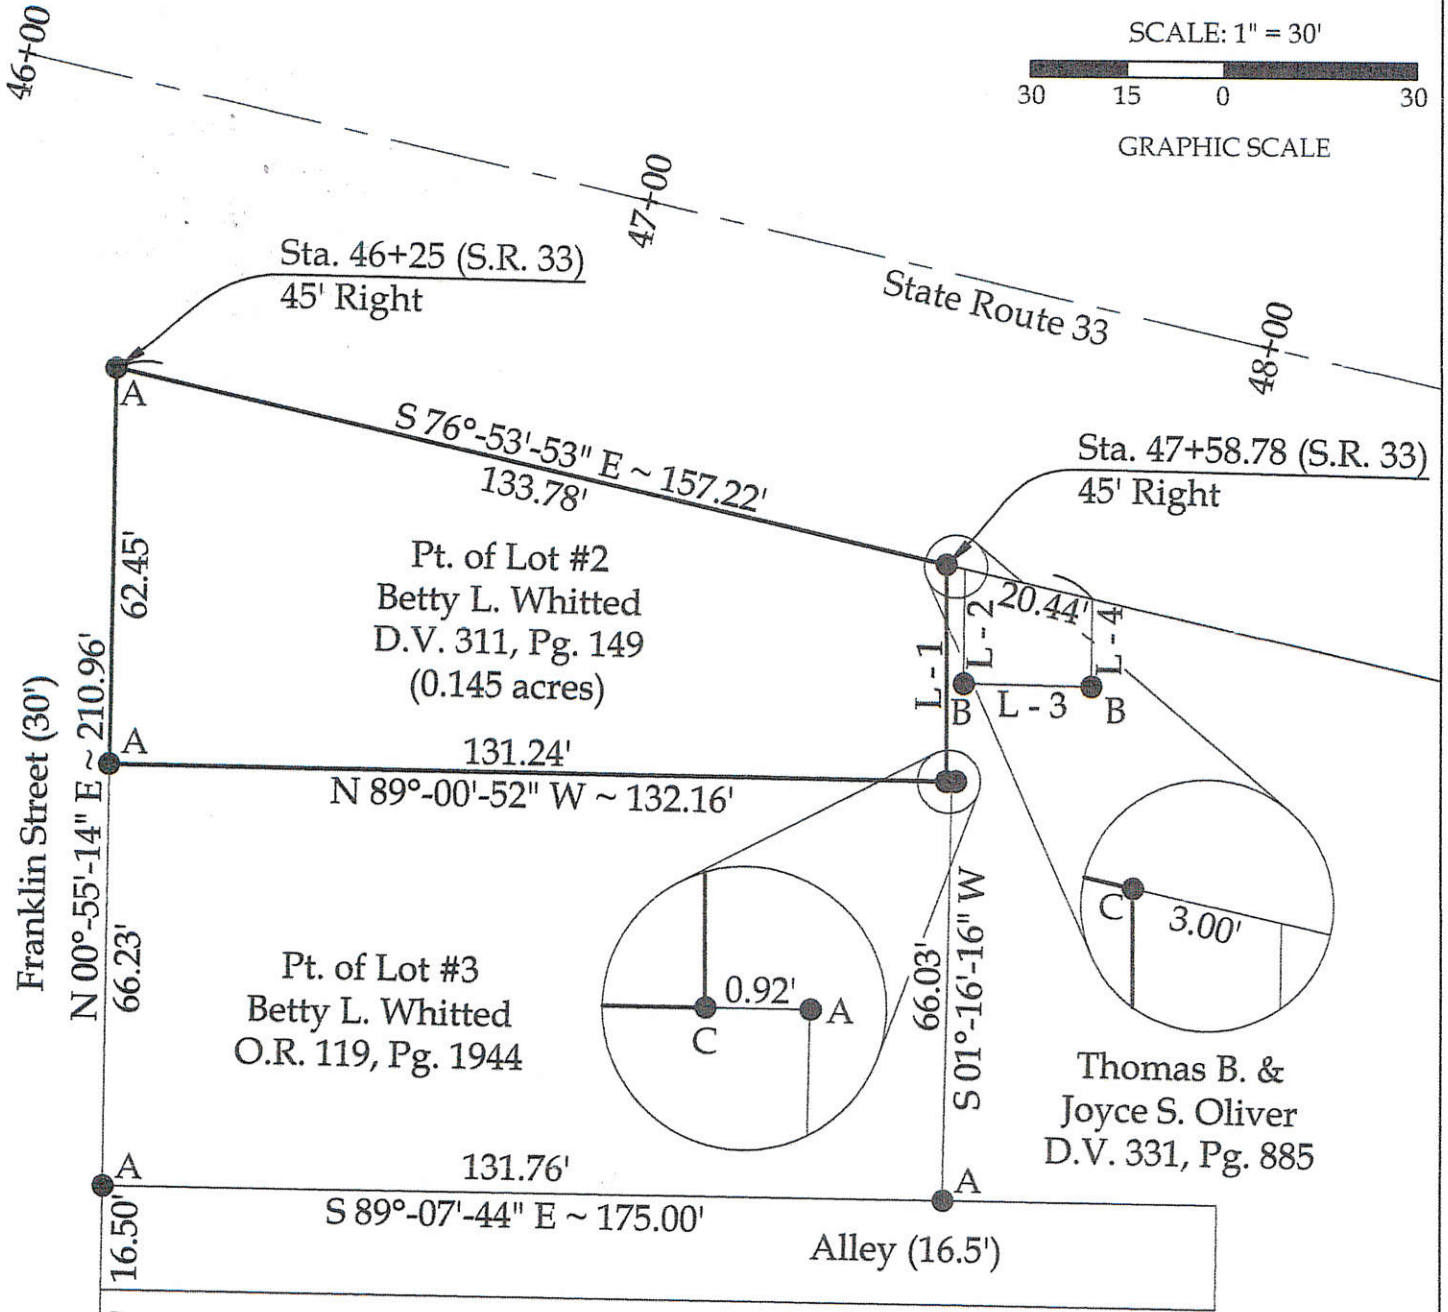 SCALE: 1" = 30'
30 15 0 30
GRAPHIC SCALE
46+00
47+00
48+00
State Route 33
Sta. 46+25 (S.R. 33)
45' Right
A
S 76°-53'-53" E ~ 157.22'
133.78'
Sta. 47+58.78 (S.R. 33)
45' Right
62.45'
Pt. of Lot #2
Betty L. Whitted
D.V. 311, Pg. 149
(0.145 acres)
20.44'
L - 1
L - 2
L - 4
B
L - 3
B
Franklin Street (30')
N 00°-55'-14" E ~ 210.96'
A
131.24'
N 89°-00'-52" W ~ 132.16'
66.23'
Pt. of Lot #3
Betty L. Whitted
O.R. 119, Pg. 1944
0.92'
C
A
66.03'
S 01°-16'-16" W
C
3.00'
Thomas B. &
Joyce S. Oliver
D.V. 331, Pg. 885
A
131.76'
S 89°-07'-44" E ~ 175.00'
A
16.50'
Alley (16.5')